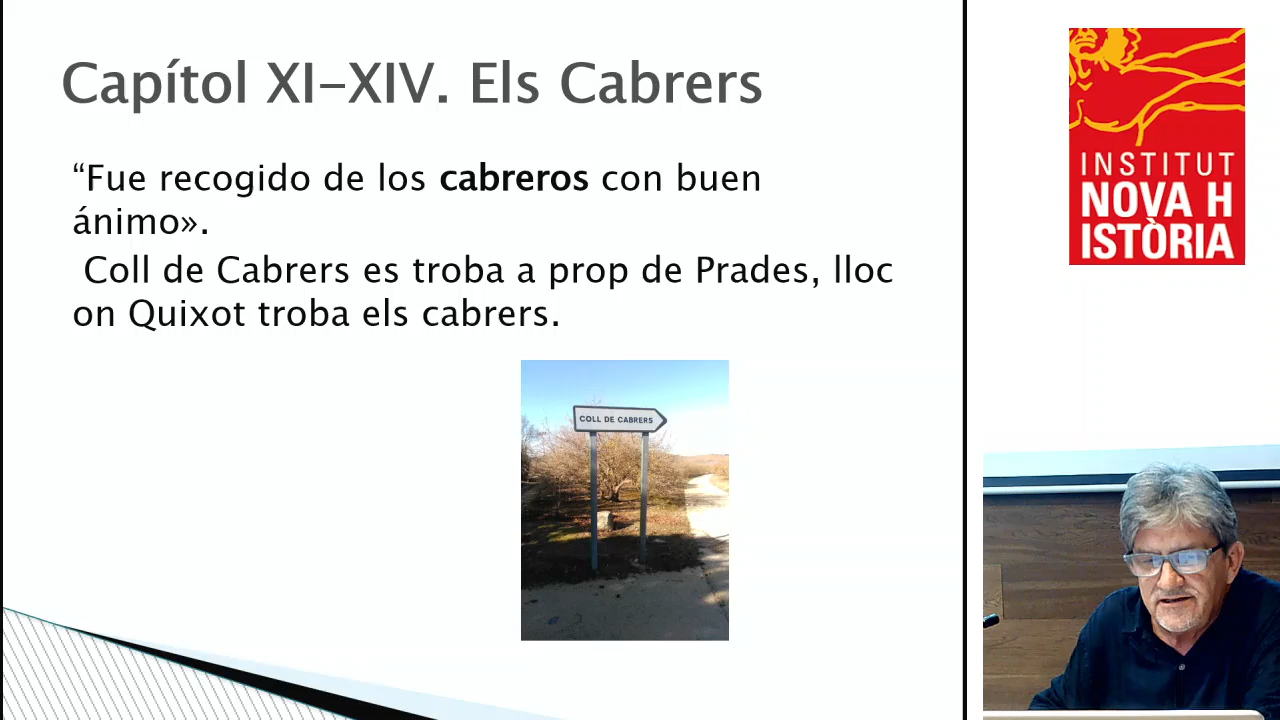 Capítol XI-XIV. Els Cabrers
“Fue recogido de los cabreros con buen
ánimo».
Coll de Cabrers es troba a prop de Prades, lloc
on Quixot troba els cabrers.
COLL DE CABRERS
INSTITUT
NOVA H
ISTÒRIA